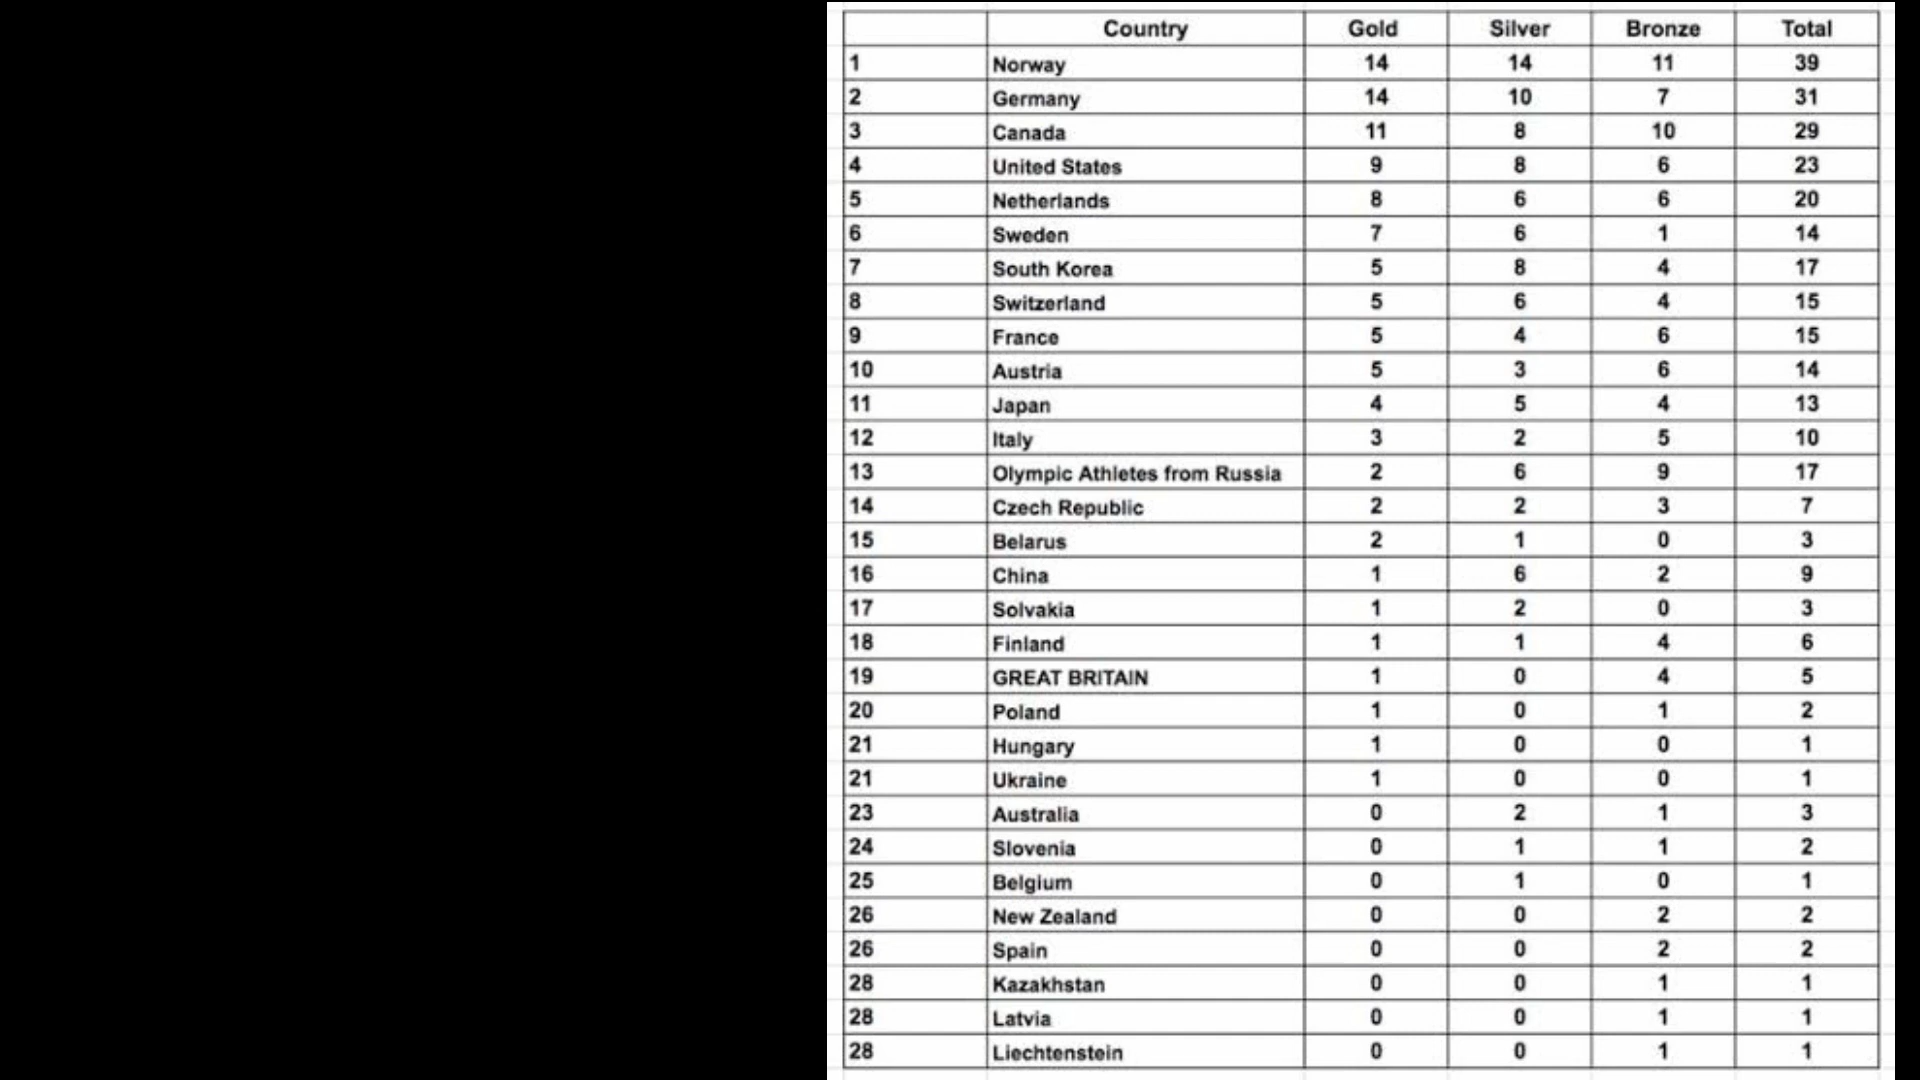 Country Gold Silver Bronze Total
1 Norway 14 14 11 39
2 Germany 14 10 7 31
3 Canada 11 8 10 29
4 United States 9 8 6 23
5 Netherlands 8 6 6 20
6 Sweden 7 6 1 14
7 South Korea 5 8 4 17
8 Switzerland 5 6 4 15
9 France 5 4 6 15
10 Austria 5 3 6 14
11 Japan 4 5 4 13
12 Italy 3 2 5 10
13 Olympic Athletes from Russia 2 6 9 17
14 Czech Republic 2 2 3 7
15 Belarus 2 1 0 3
16 China 1 6 2 9
17 Solvakia 1 2 0 3
18 Finland 1 1 4 6
19 GREAT BRITAIN 1 0 4 5
20 Poland 1 0 1 2
21 Hungary 1 0 0 1
21 Ukraine 1 0 0 1
23 Australia 0 2 1 3
24 Slovenia 0 1 1 2
25 Belgium 0 1 0 1
26 New Zealand 0 0 2 2
26 Spain 0 0 2 2
28 Kazakhstan 0 0 1 1
28 Latvia 0 0 1 1
28 Liechtenstein 0 0 1 1